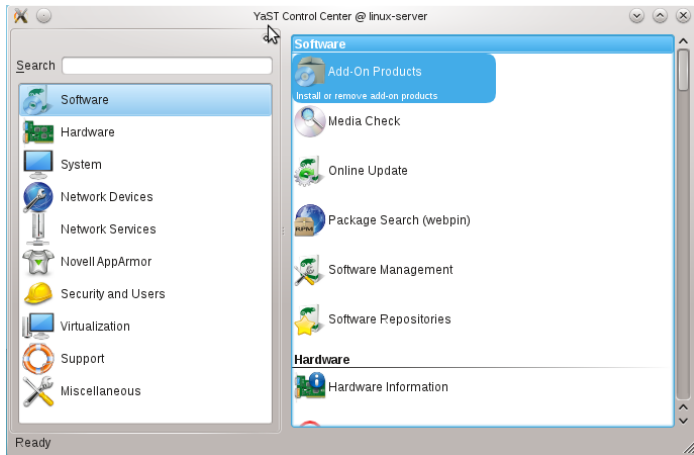 YaST Control Center @ linux-server
Search
Software
Hardware
System
Network Devices
Network Services
Novell AppArmor
Security and Users
Virtualization
Support
Miscellaneous
Software
Add-On Products
Install or remove add-on products
Media Check
Online Update
RPM
Package Search (webpin)
Software Management
Software Repositories
Hardware
Hardware Information
Ready